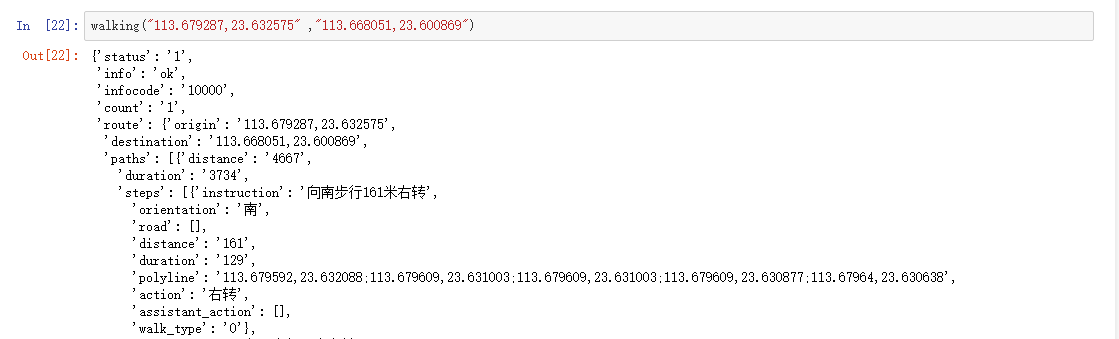 In [22]: walking("113.679287,23.632575" ,"113.668051,23.600869")
Out[22]: {'status': '1',
'info': 'ok',
'infocode': '10000',
'count': '1',
'route': {'origin': '113.679287,23.632575',
'destination': '113.668051,23.600869',
'paths': [{'distance': '4667',
'duration': '3734',
'steps': [{'instruction': '向南步行161米右转',
'orientation': '南',
'road': [],
'distance': '161',
'duration': '129',
'polyline': '113.679592,23.632088;113.679609,23.631003;113.679609,23.631003;113.679609,23.630877;113.67964,23.630638',
'action': '右转',
'assistant_action': [],
'walk_type': '0'},